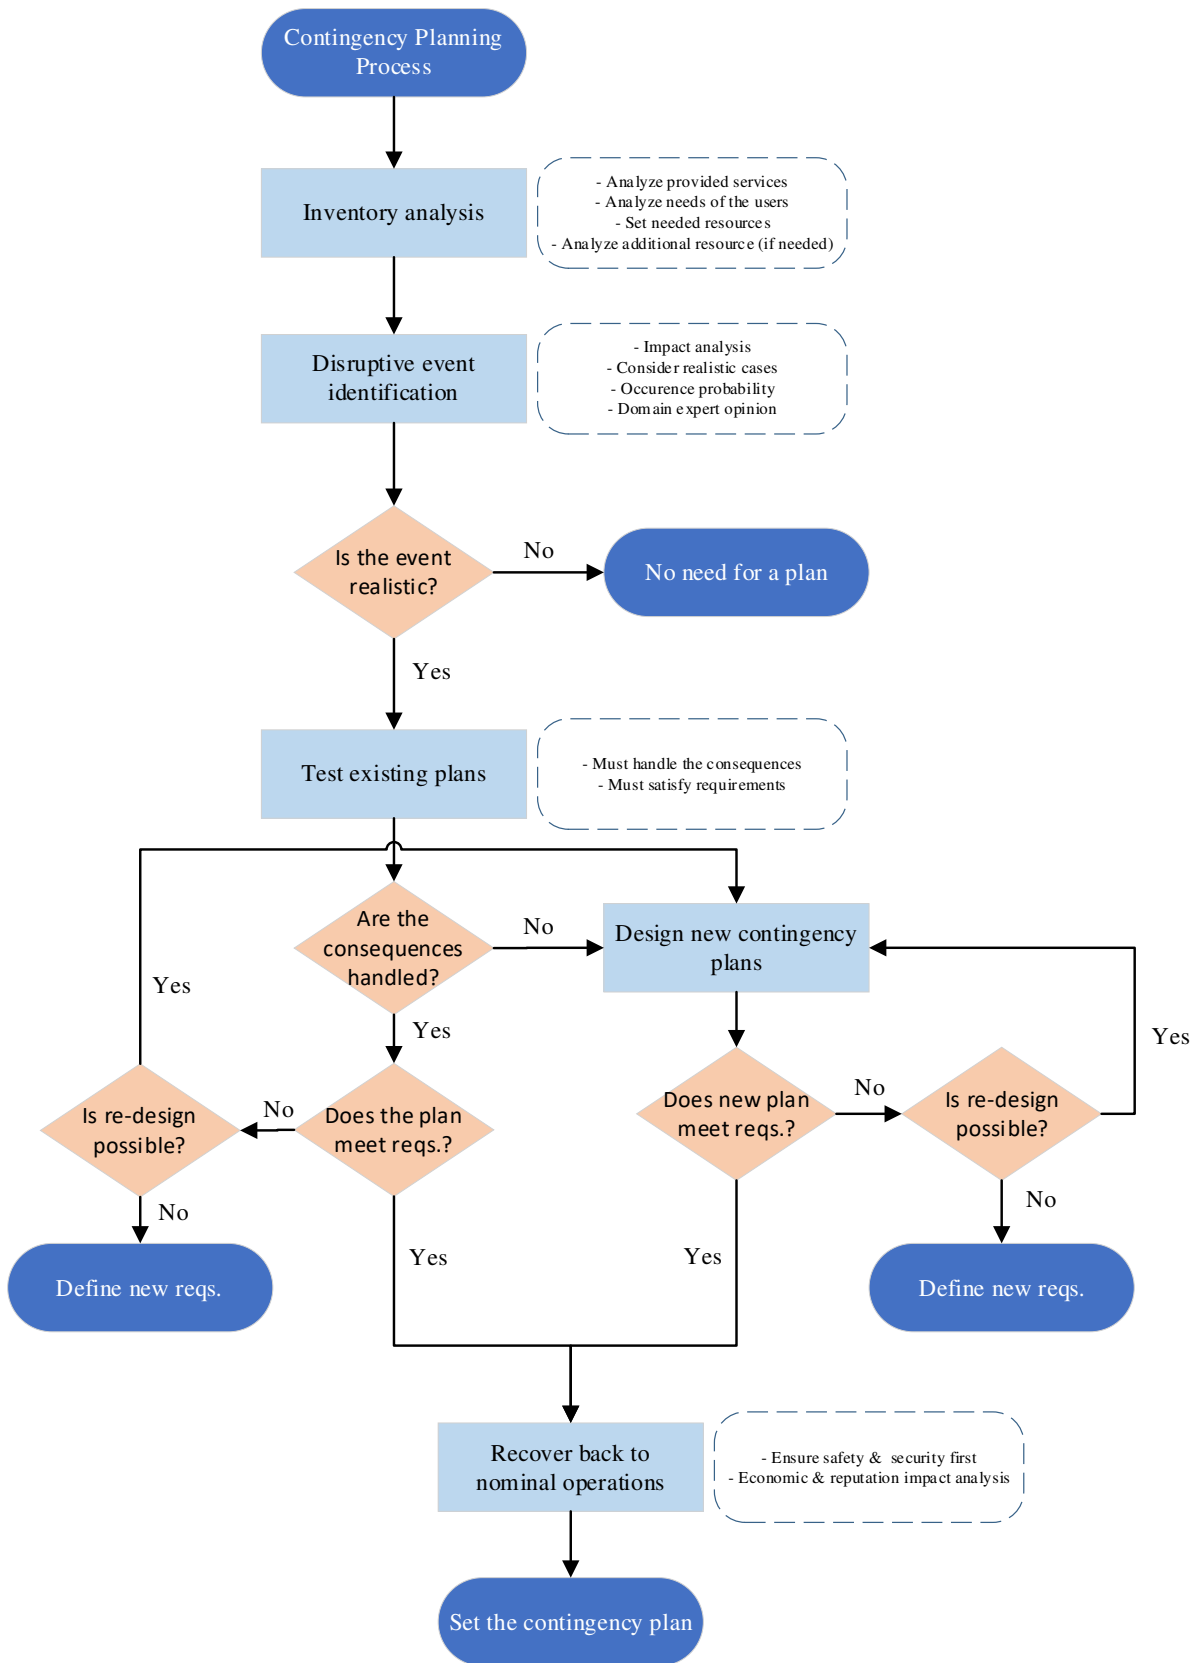 Contingency Planning
Process
Inventory analysis
- Analyze provided services
- Analyze needs of the users
- Set needed resources
- Analyze additional resource (if needed)
Disruptive event
identification
- Impact analysis
- Consider realistic cases
- Occurence probability
- Domain expert opinion
Is the event
realistic?
No
No need for a plan
Yes
Test existing plans
- Must handle the consequences
- Must satisfy requirements
Are the
consequences
handled?
No
Design new contingency
plans
Yes
Yes
Yes
Is re-design
possible?
No
Does the plan
meet reqs.?
Does new plan
meet reqs.?
No
Is re-design
possible?
No
No
Define new reqs.
Yes
Yes
Define new reqs.
Recover back to
nominal operations
- Ensure safety & security first
- Economic & reputation impact analysis
Set the contingency plan